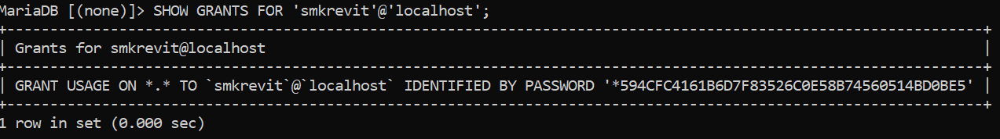 MariaDB [(none)]> SHOW GRANTS FOR 'smkrevit'@'localhost';
+--------------------------------------------------------------------------------------------------------------+
| Grants for smkrevit@localhost |
+--------------------------------------------------------------------------------------------------------------+
| GRANT USAGE ON *.* TO `smkrevit`@`localhost` IDENTIFIED BY PASSWORD '*594CFC4161B6D7F83526C0E58B74560514BD0BE5' |
+--------------------------------------------------------------------------------------------------------------+
1 row in set (0.000 sec)